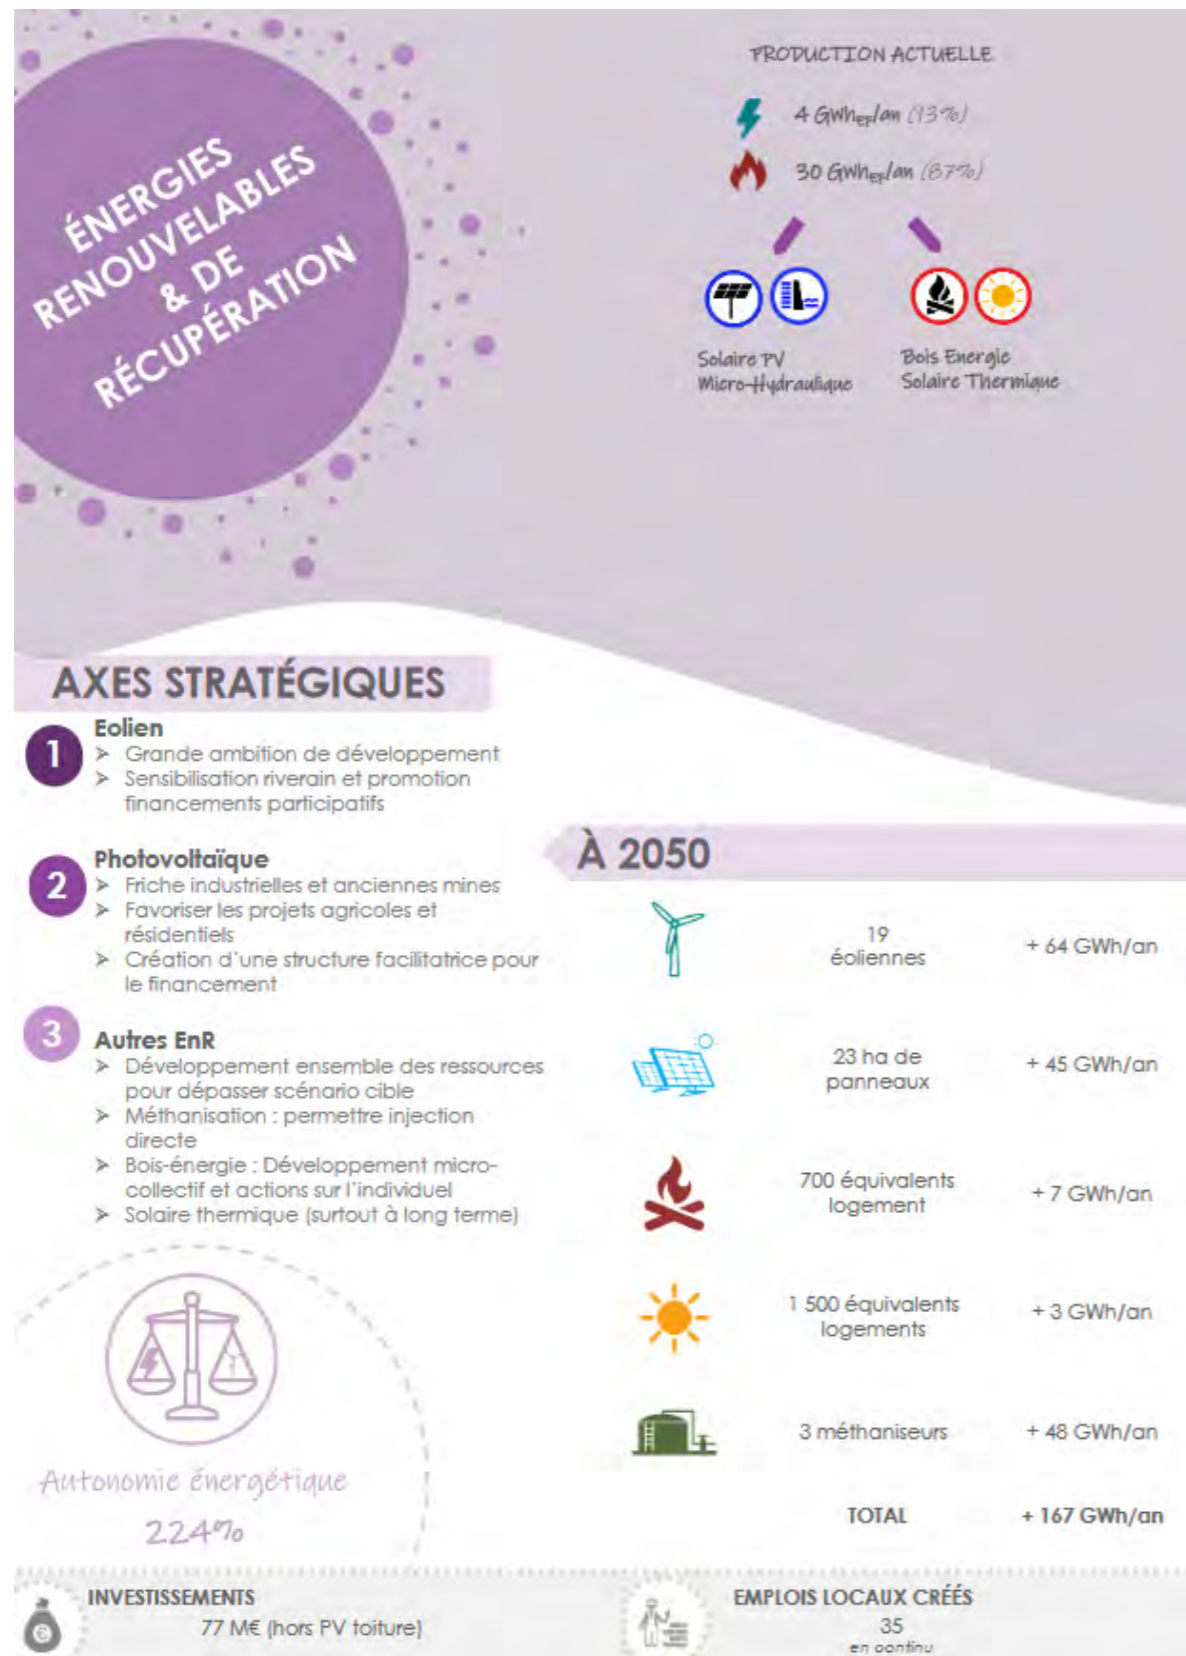 ÉNERGIES
RENOUVELABLES
& DE
RÉCUPÉRATION
PRODUCTION ACTUELLE
4 GWhEF/an (13%)
30 GWhEF/an (87%)
Solaire PV
Micro-Hydraulique
Bois Energie
Solaire Thermique
AXES STRATÉGIQUES
1
Eolien
➢ Grande ambition de développement
➢ Sensibilisation riverain et promotion
financements participatifs
2
Photovoltaïque
➢ Friche industrielles et anciennes mines
➢ Favoriser les projets agricoles et
résidentiels
➢ Création d'une structure facilitatrice pour
le financement
3
Autres EnR
➢ Développement ensemble des ressources
pour dépasser scénario cible
➢ Méthanisation : permettre injection
directe
➢ Bois-énergie : Développement micro-
collectif et actions sur l'individuel
➢ Solaire thermique (surtout à long terme)
Autonomie énergétique
224%
À 2050
19
éoliennes
+ 64 GWh/an
23 ha de
panneaux
+ 45 GWh/an
700 équivalents
logement
+ 7 GWh/an
1 500 équivalents
logements
+ 3 GWh/an
3 méthaniseurs
+ 48 GWh/an
TOTAL
+ 167 GWh/an
INVESTISSEMENTS
77 M€ (hors PV toiture)
EMPLOIS LOCAUX CRÉÉS
35
en continu